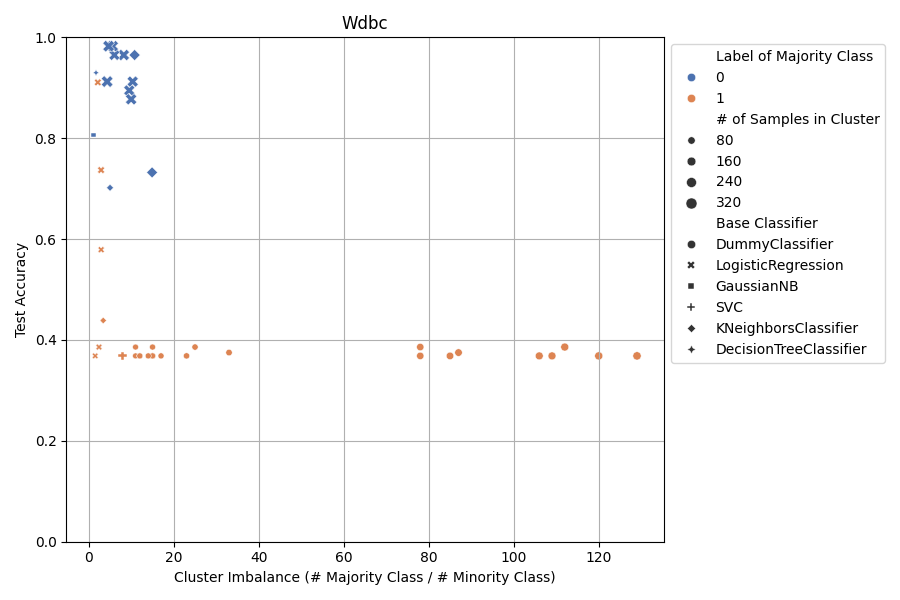 Wdbc
1.0
0.8
0.6
0.4
0.2
0.0
Test Accuracy
0
20
40
60
80
100
120
Cluster Imbalance (# Majority Class / # Minority Class)
Label of Majority Class
0
1
# of Samples in Cluster
80
160
240
320
Base Classifier
DummyClassifier
LogisticRegression
GaussianNB
SVC
KNeighborsClassifier
DecisionTreeClassifier